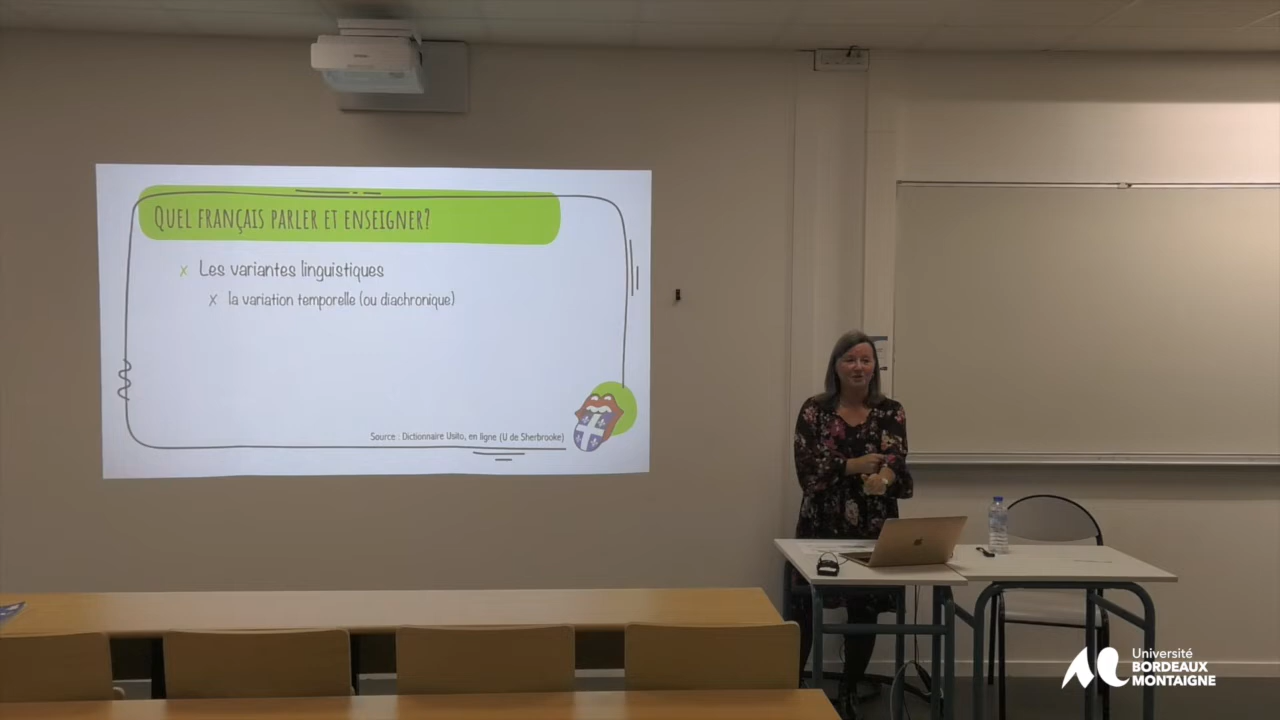 QUEL FRANÇAIS PARLER ET ENSEIGNER?
x Les variantes linguistiques
x la variation temporelle (ou diachronique)
Source : Dictionnaire Usito, en ligne (U de Sherbrooke)
Université
BORDEAUX
MONTAIGNE